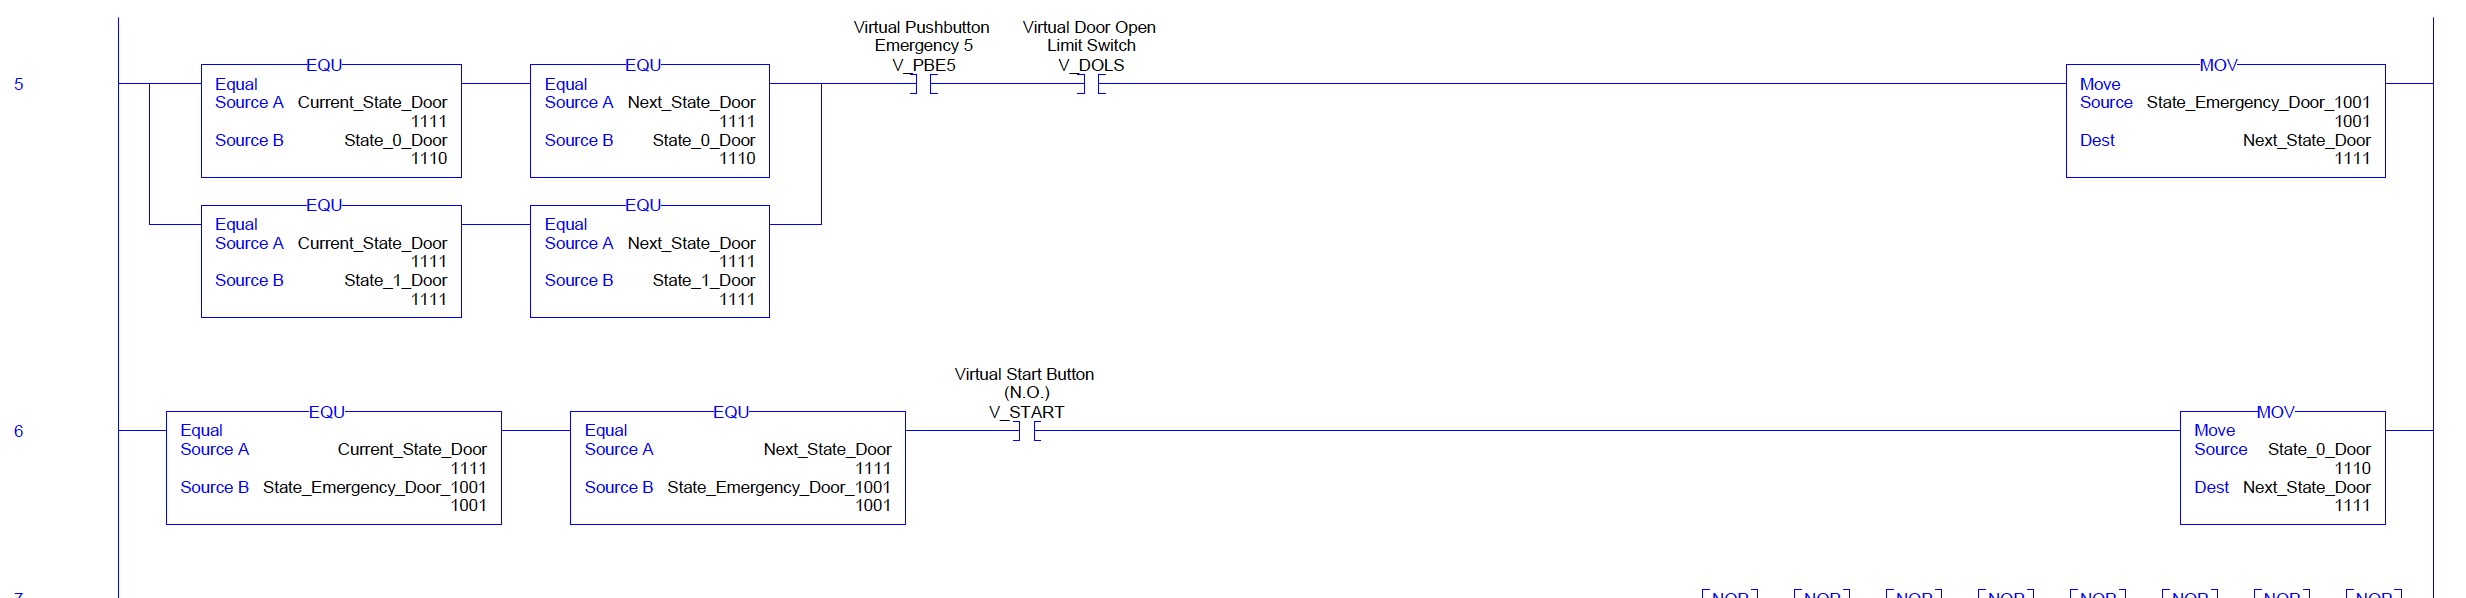 Virtual Pushbutton Virtual Door Open
Emergency 5 Limit Switch
EQU EQU V_PBE5 V_DOLS MOV
5 Equal Equal Move
Source A Current_State_Door Source A Next_State_Door Source State_Emergency_Door_1001
1111 1111 1001
Source B State_0_Door Source B State_0_Door Dest Next_State_Door
1110 1110 1111
EQU EQU
Equal Equal
Source A Current_State_Door Source A Next_State_Door
1111 1111
Source B State_1_Door Source B State_1_Door
1111 1111
Virtual Start Button
(N.O.)
EQU EQU V_START MOV
6 Equal Equal Move
Source A Current_State_Door Source A Next_State_Door Source State_0_Door
1111 1111 1110
Source B State_Emergency_Door_1001 Source B State_Emergency_Door_1001 Dest Next_State_Door
1001 1001 1111
7 NOP NOP NOP NOP NOP NOP NOP NOP